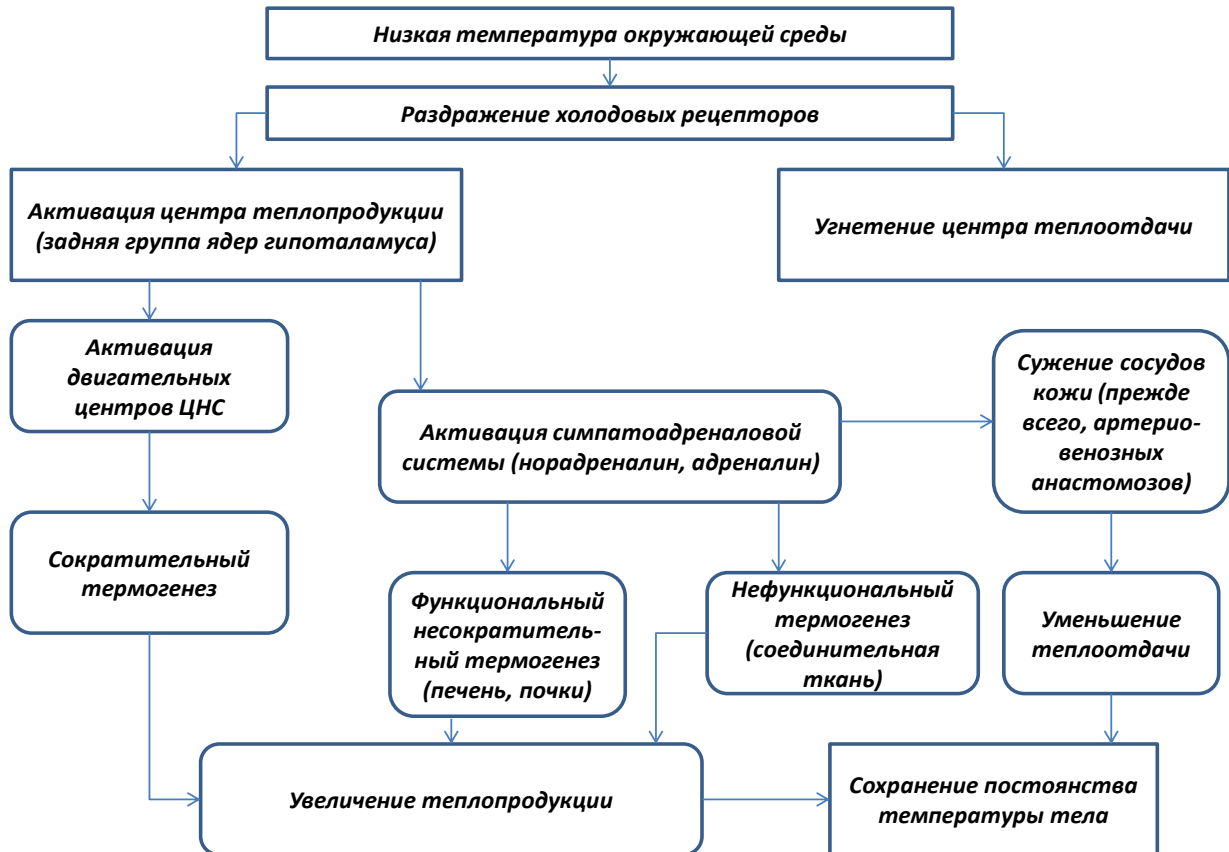 Низкая температура окружающей среды
Раздражение холодовых рецепторов
Активация центра теплопродукции
(задняя группа ядер гипоталамуса)
Угнетение центра теплоотдачи
Активация
двигательных
центров ЦНС
Активация симпатоадреналовой
системы (норадреналин, адреналин)
Сужение сосудов
кожи (прежде
всего, артерио-
венозных
анастомозов)
Сократительный
термогенез
Функциональный
несократитель-
ный термогенез
(печень, почки)
Нефункциональный
термогенез
(соединительная
ткань)
Уменьшение
теплоотдачи
Увеличение теплопродукции
Сохранение постоянства
температуры тела